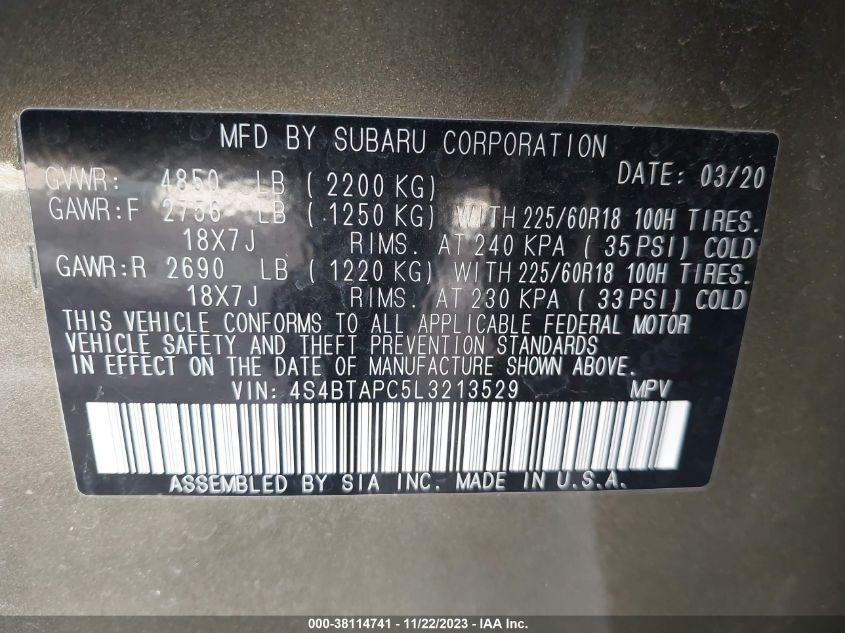 MFD BY SUBARU CORPORATION
DATE: 03/20
GVWR: 4850 LB ( 2200 KG)
GAWR:F 2756 LB ( 1250 KG) WITH 225/60R18 100H TIRES.
18X7J RIMS. AT 240 KPA ( 35 PSI) COLD
GAWR:R 2690 LB ( 1220 KG) WITH 225/60R18 100H TIRES.
18X7J RIMS. AT 230 KPA ( 33 PSI) COLD
THIS VEHICLE CONFORMS TO ALL APPLICABLE FEDERAL MOTOR
VEHICLE SAFETY AND THEFT PREVENTION STANDARDS
IN EFFECT ON THE DATE OF MANUFACTURE SHOWN ABOVE.
VIN: 4S4BTAPC5L3213529 MPV
ASSEMBLED BY SIA INC. MADE IN U.S.A.
000-38114741 - 11/22/2023 - IAA Inc.